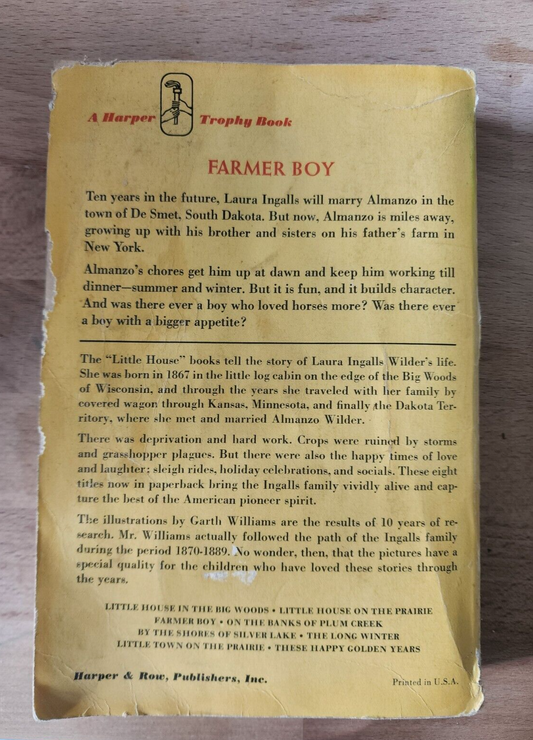 A Harper Trophy Book
FARMER BOY
Ten years in the future, Laura Ingalls will marry Almanzo in the
town of De Smet, South Dakota. But now, Almanzo is miles away,
growing up with his brother and sisters on his father's farm in
New York.
Almanzo's chores get him up at dawn and keep him working till
dinner—summer and winter. But it is fun, and it builds character.
And was there ever a boy who loved horses more? Was there ever
a boy with a bigger appetite?
The "Little House" books tell the story of Laura Ingalls Wilder's life.
She was born in 1867 in the little log cabin on the edge of the Big Woods
of Wisconsin, and through the years she traveled with her family by
covered wagon through Kansas, Minnesota, and finally the Dakota Ter-
ritory, where she met and married Almanzo Wilder.
There was deprivation and hard work. Crops were ruined by storms
and grasshopper plagues. But there were also the happy times of love
and laughter; sleigh rides, holiday celebrations, and socials. These eight
titles now in paperback bring the Ingalls family vividly alive and cap-
ture the best of the American pioneer spirit.
The illustrations by Garth Williams are the results of 10 years of re-
search. Mr. Williams actually followed the path of the Ingalls family
during the period 1870-1889. No wonder, then, that the pictures have a
special quality for the children who have loved these stories through
the years.
LITTLE HOUSE IN THE BIG WOODS • LITTLE HOUSE ON THE PRAIRIE
FARMER BOY • ON THE BANKS OF PLUM CREEK
BY THE SHORES OF SILVER LAKE • THE LONG WINTER
LITTLE TOWN ON THE PRAIRIE • THESE HAPPY GOLDEN YEARS
Harper & Row, Publishers, Inc.
Printed in U.S.A.